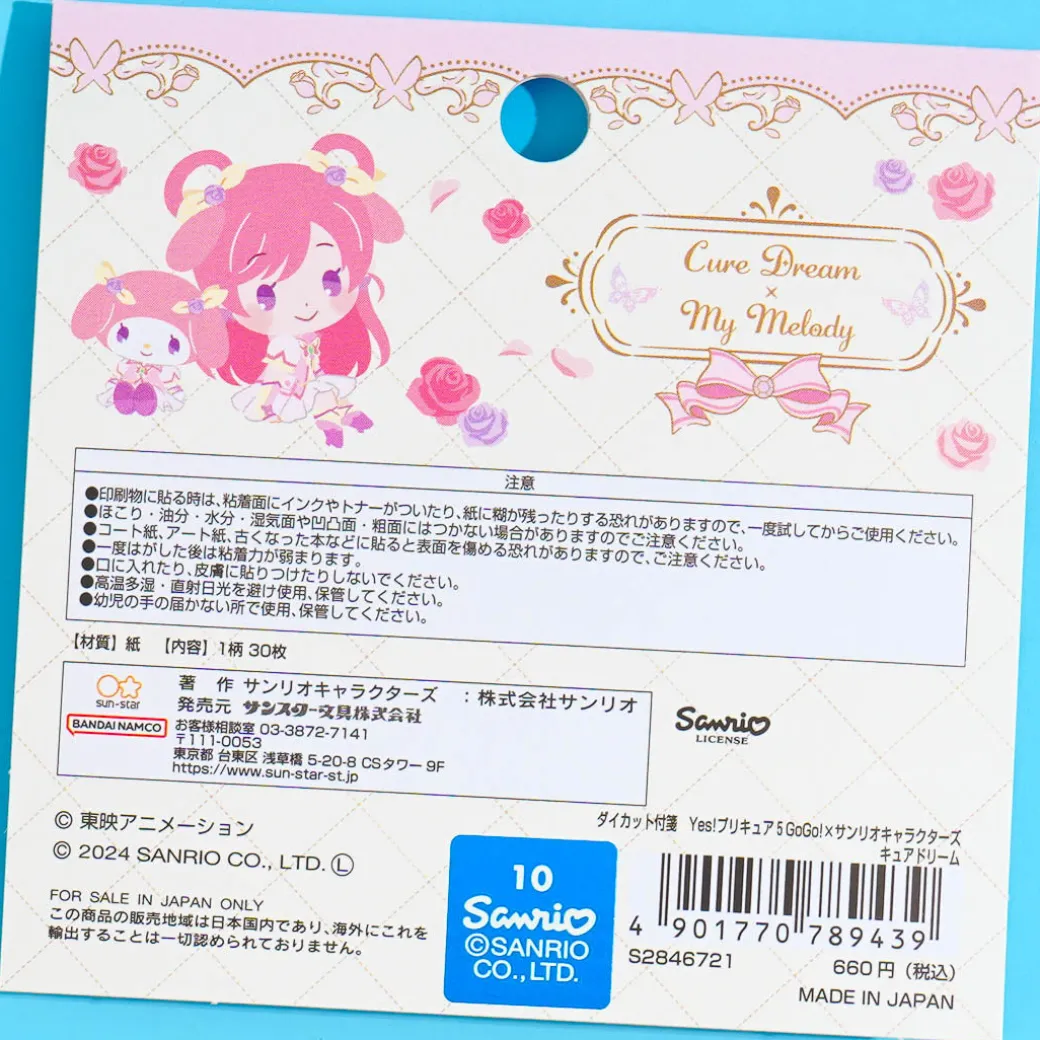 Cure Dream
×
My Melody
注意
●印刷物に貼る時は、粘着面にインクやトナーがついたり、紙に糊が残ったりする恐れがありますので、一度試してからご使用ください。
●ほこり・油分・水分・湿気面や凹凸面・粗面にはつかない場合がありますのでご注意ください。
●コート紙、アート紙、古くなった本などに貼ると表面を傷める恐れがありますので、ご注意ください。
●一度はがした後は粘着力が弱まります。
●口に入れたり、皮膚に貼りつけたりしないでください。
●高温多湿・直射日光を避け使用、保管してください。
●幼児の手の届かない所で使用、保管してください。
【材質】紙 【内容】1柄 30枚
sun-star
BANDAI NAMCO
著 作 サンリオキャラクターズ :株式会社サンリオ
発売元 サンスター文具株式会社
お客様相談室 03-3872-7141
〒111-0053
東京都 台東区 浅草橋 5-20-8 CSタワー 9F
https://www.sun-star-st.jp
Sanrio
LICENSE
© 東映アニメーション
© 2024 SANRIO CO., LTD. Ⓛ
FOR SALE IN JAPAN ONLY
この商品の販売地域は日本国内であり、海外にこれを
輸出することは一切認められておりません。
10
Sanrio
©SANRIO
CO.,LTD.
ダイカット付箋 Yes!プリキュア5GoGo!×サンリオキャラクターズ
キュアドリーム
4 901770 789439
S2846721
660円(税込)
MADE IN JAPAN